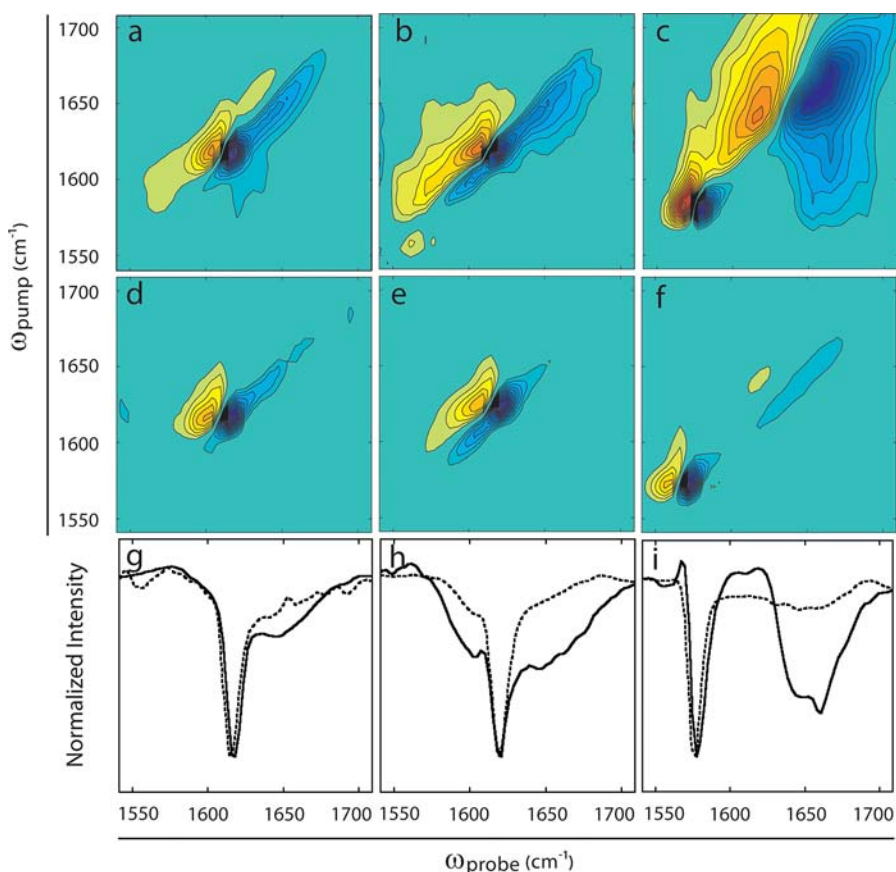 a b c
1700
1650
1600
1550
d e f
1700
1650
1600
1550
ωpump (cm-1)
g h i
Normalized Intensity
1550 1600 1650 1700 1550 1600 1650 1700 1550 1600 1650 1700
ωprobe (cm-1)